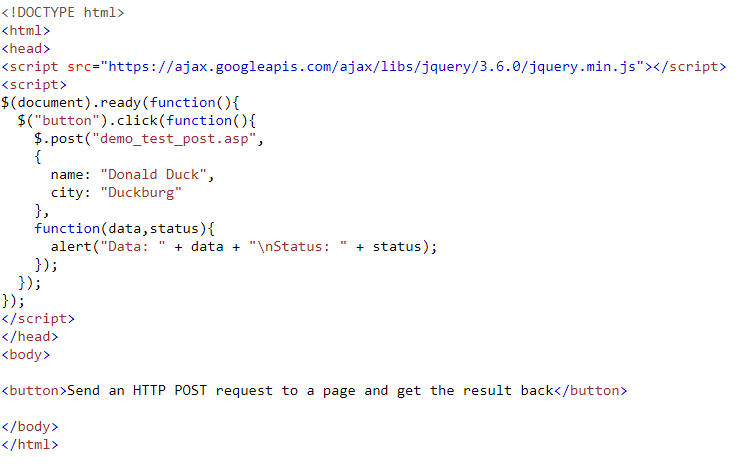 <!DOCTYPE html>
<html>
<head>
<script src="https://ajax.googleapis.com/ajax/libs/jquery/3.6.0/jquery.min.js"></script>
<script>
$(document).ready(function(){
  $("button").click(function(){
    $.post("demo_test_post.asp",
    {
      name: "Donald Duck",
      city: "Duckburg"
    },
    function(data,status){
      alert("Data: " + data + "\nStatus: " + status);
    });
  });
});
</script>
</head>
<body>

<button>Send an HTTP POST request to a page and get the result back</button>

</body>
</html>